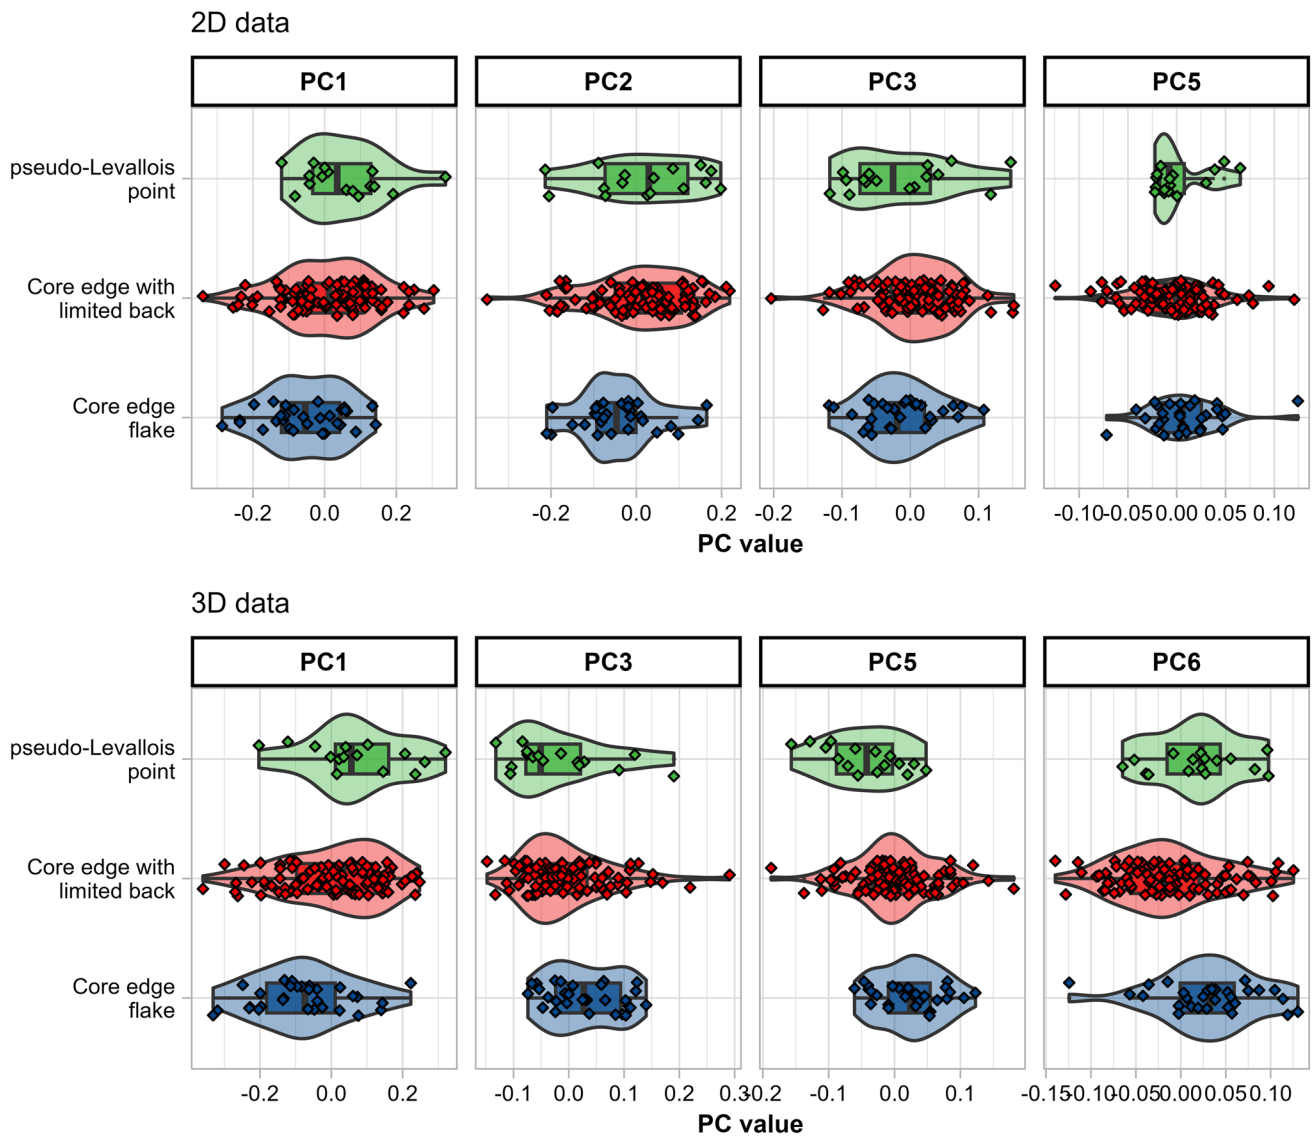 2D data
PC1 PC2 PC3 PC5
pseudo-Levallois
point
Core edge with
limited back
Core edge
flake
-0.2 0.0 0.2 -0.2 0.0 0.2 -0.2 -0.1 0.0 0.1 -0.10 -0.05 0.00 0.05 0.10
PC value
3D data
PC1 PC3 PC5 PC6
pseudo-Levallois
point
Core edge with
limited back
Core edge
flake
-0.2 0.0 0.2 -0.1 0.0 0.1 0.2 0.3 -0.2 -0.1 0.0 0.1 -0.15 -0.10 -0.05 0.00 0.05 0.10
PC value